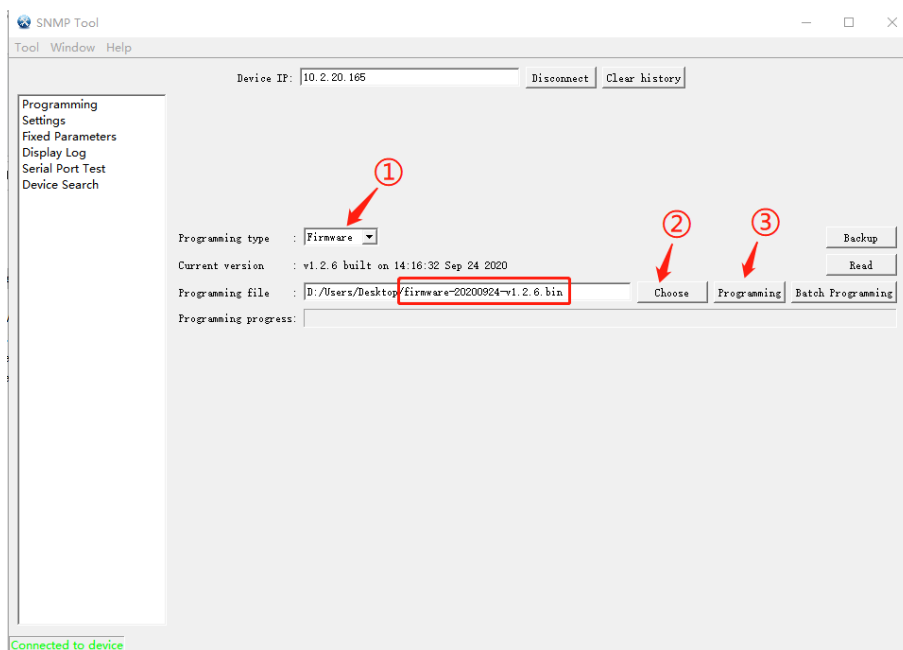 SNMP Tool
Tool Window Help
Device IP: 10.2.20.165 Disconnect Clear history
Programming
Settings
Fixed Parameters
Display Log
Serial Port Test
Device Search
①
②
③
Programming type : Firmware Backup
Current version : v1.2.6 built on 14:16:32 Sep 24 2020 Read
Programming file : D:/Users/Desktop/firmware-20200924-v1.2.6.bin Choose Programming Batch Programming
Programming progress:
Connected to device